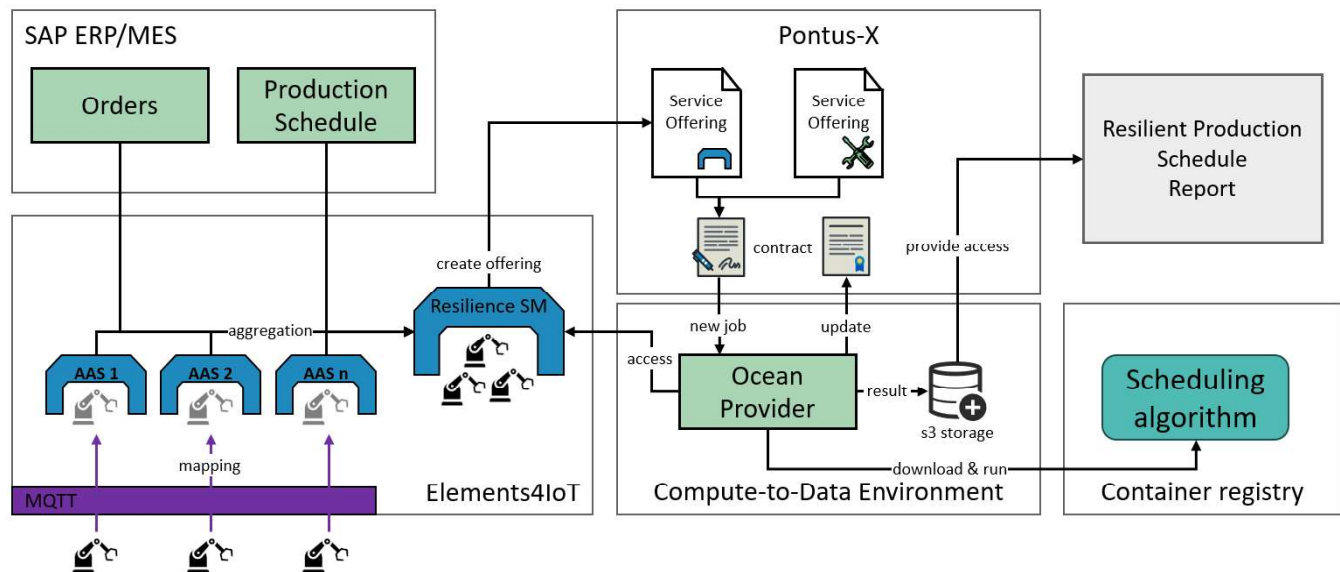 SAP ERP/MES
Orders
Production
Schedule
Pontus-X
Service
Offering
Service
Offering
contract
provide access
Resilient Production
Schedule
Report
create offering
Resilience SM
aggregation
AAS 1
AAS 2
AAS n
mapping
MQTT
Elements4IoT
new job
update
access
Ocean
Provider
result
s3 storage
download & run
Compute-to-Data Environment
Scheduling
algorithm
Container registry